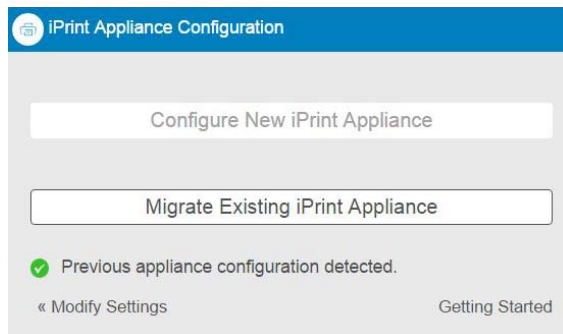 iPrint Appliance Configuration
Configure New iPrint Appliance
Migrate Existing iPrint Appliance
Previous appliance configuration detected.
« Modify Settings
Getting Started